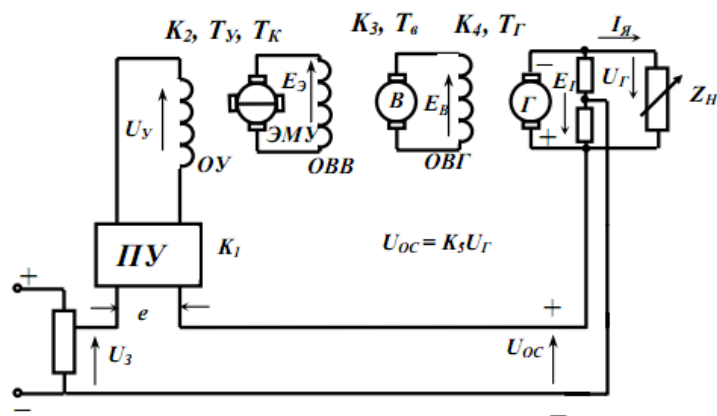 K₂, T_У, T_К
K₃, T_в
K₄, T_Г
I_Я
U_У
E_Э
ЭМУ
ОУ
ОВВ
В
E_В
ОВГ
Г
−
+
E_I
U_Г
Z_Н
ПУ
K₁
U_ОС = K₅U_Г
+
e
U_З
−
+
U_ОС
−